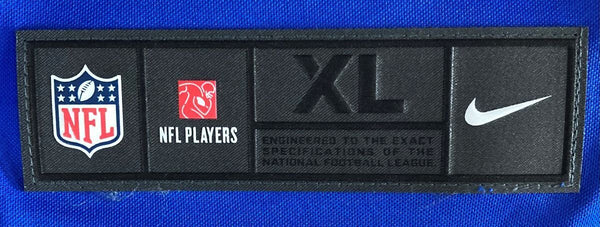 NFL
NFL PLAYERS
XL
ENGINEERED TO THE EXACT
SPECIFICATIONS OF THE
NATIONAL FOOTBALL LEAGUE.